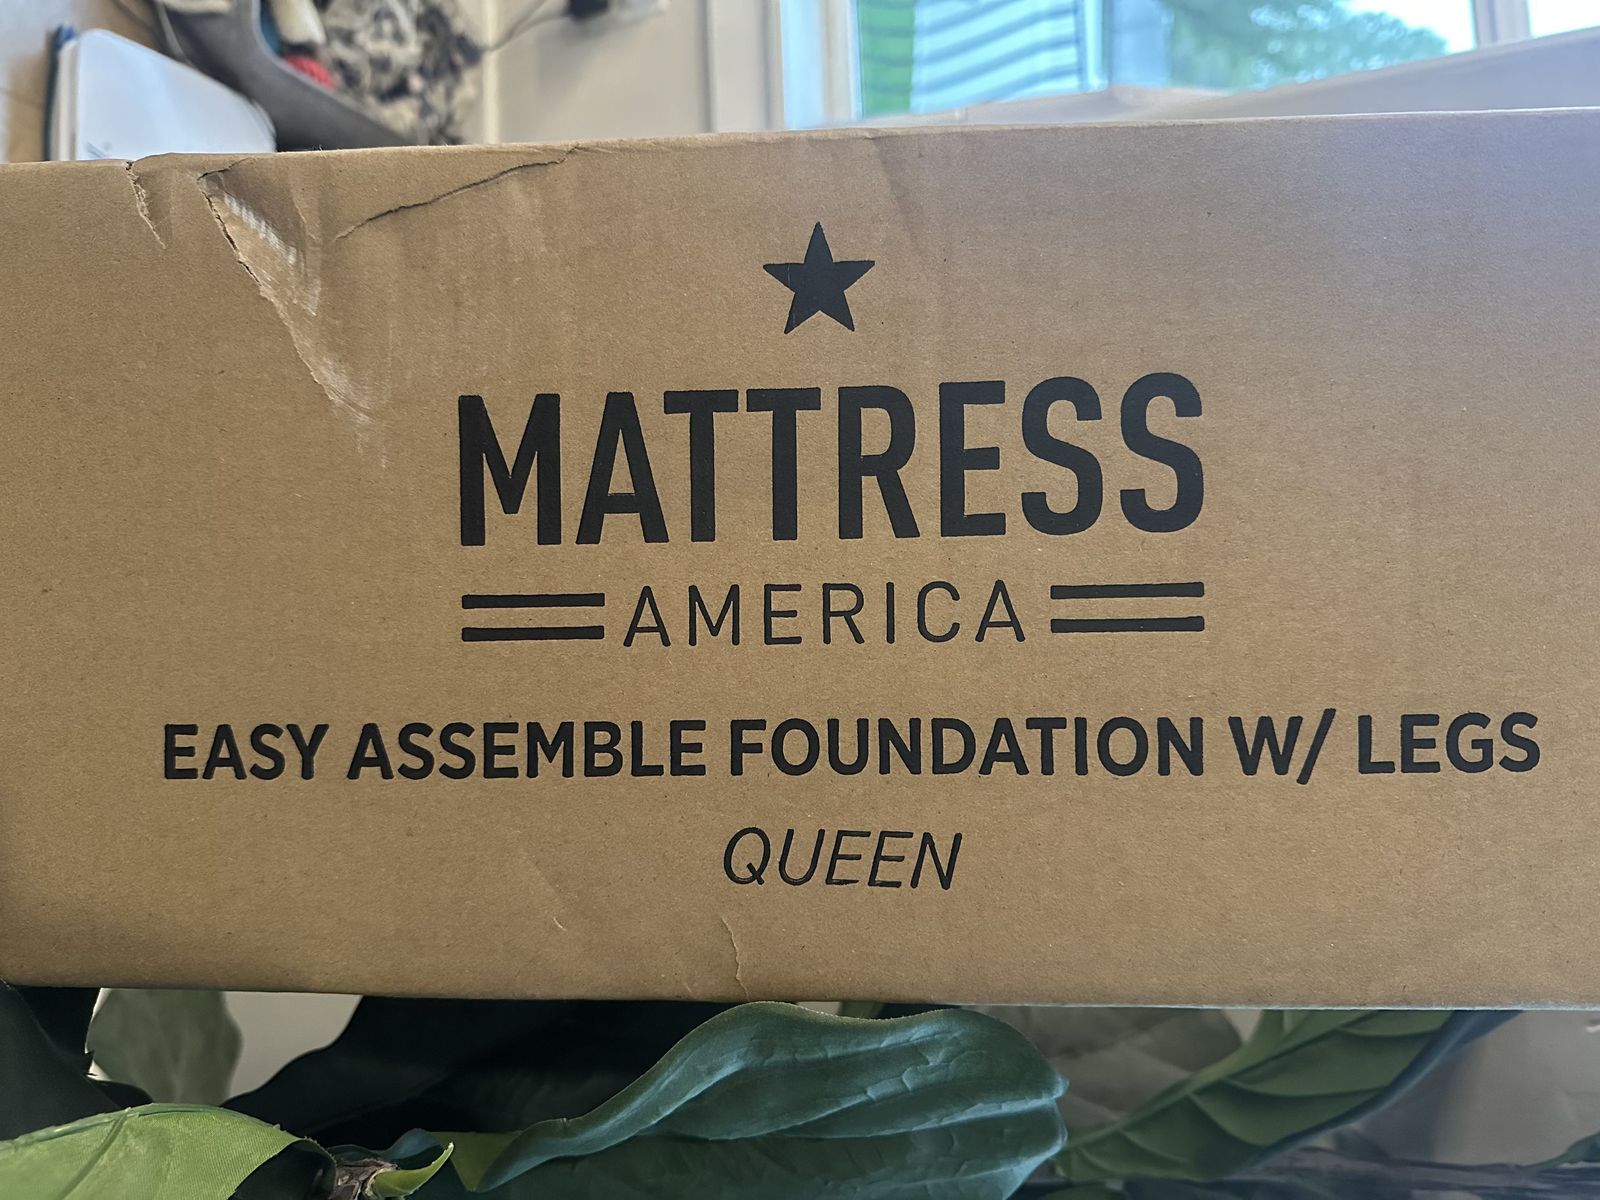 MATTRESS
AMERICA
EASY ASSEMBLE FOUNDATION W/ LEGS
QUEEN